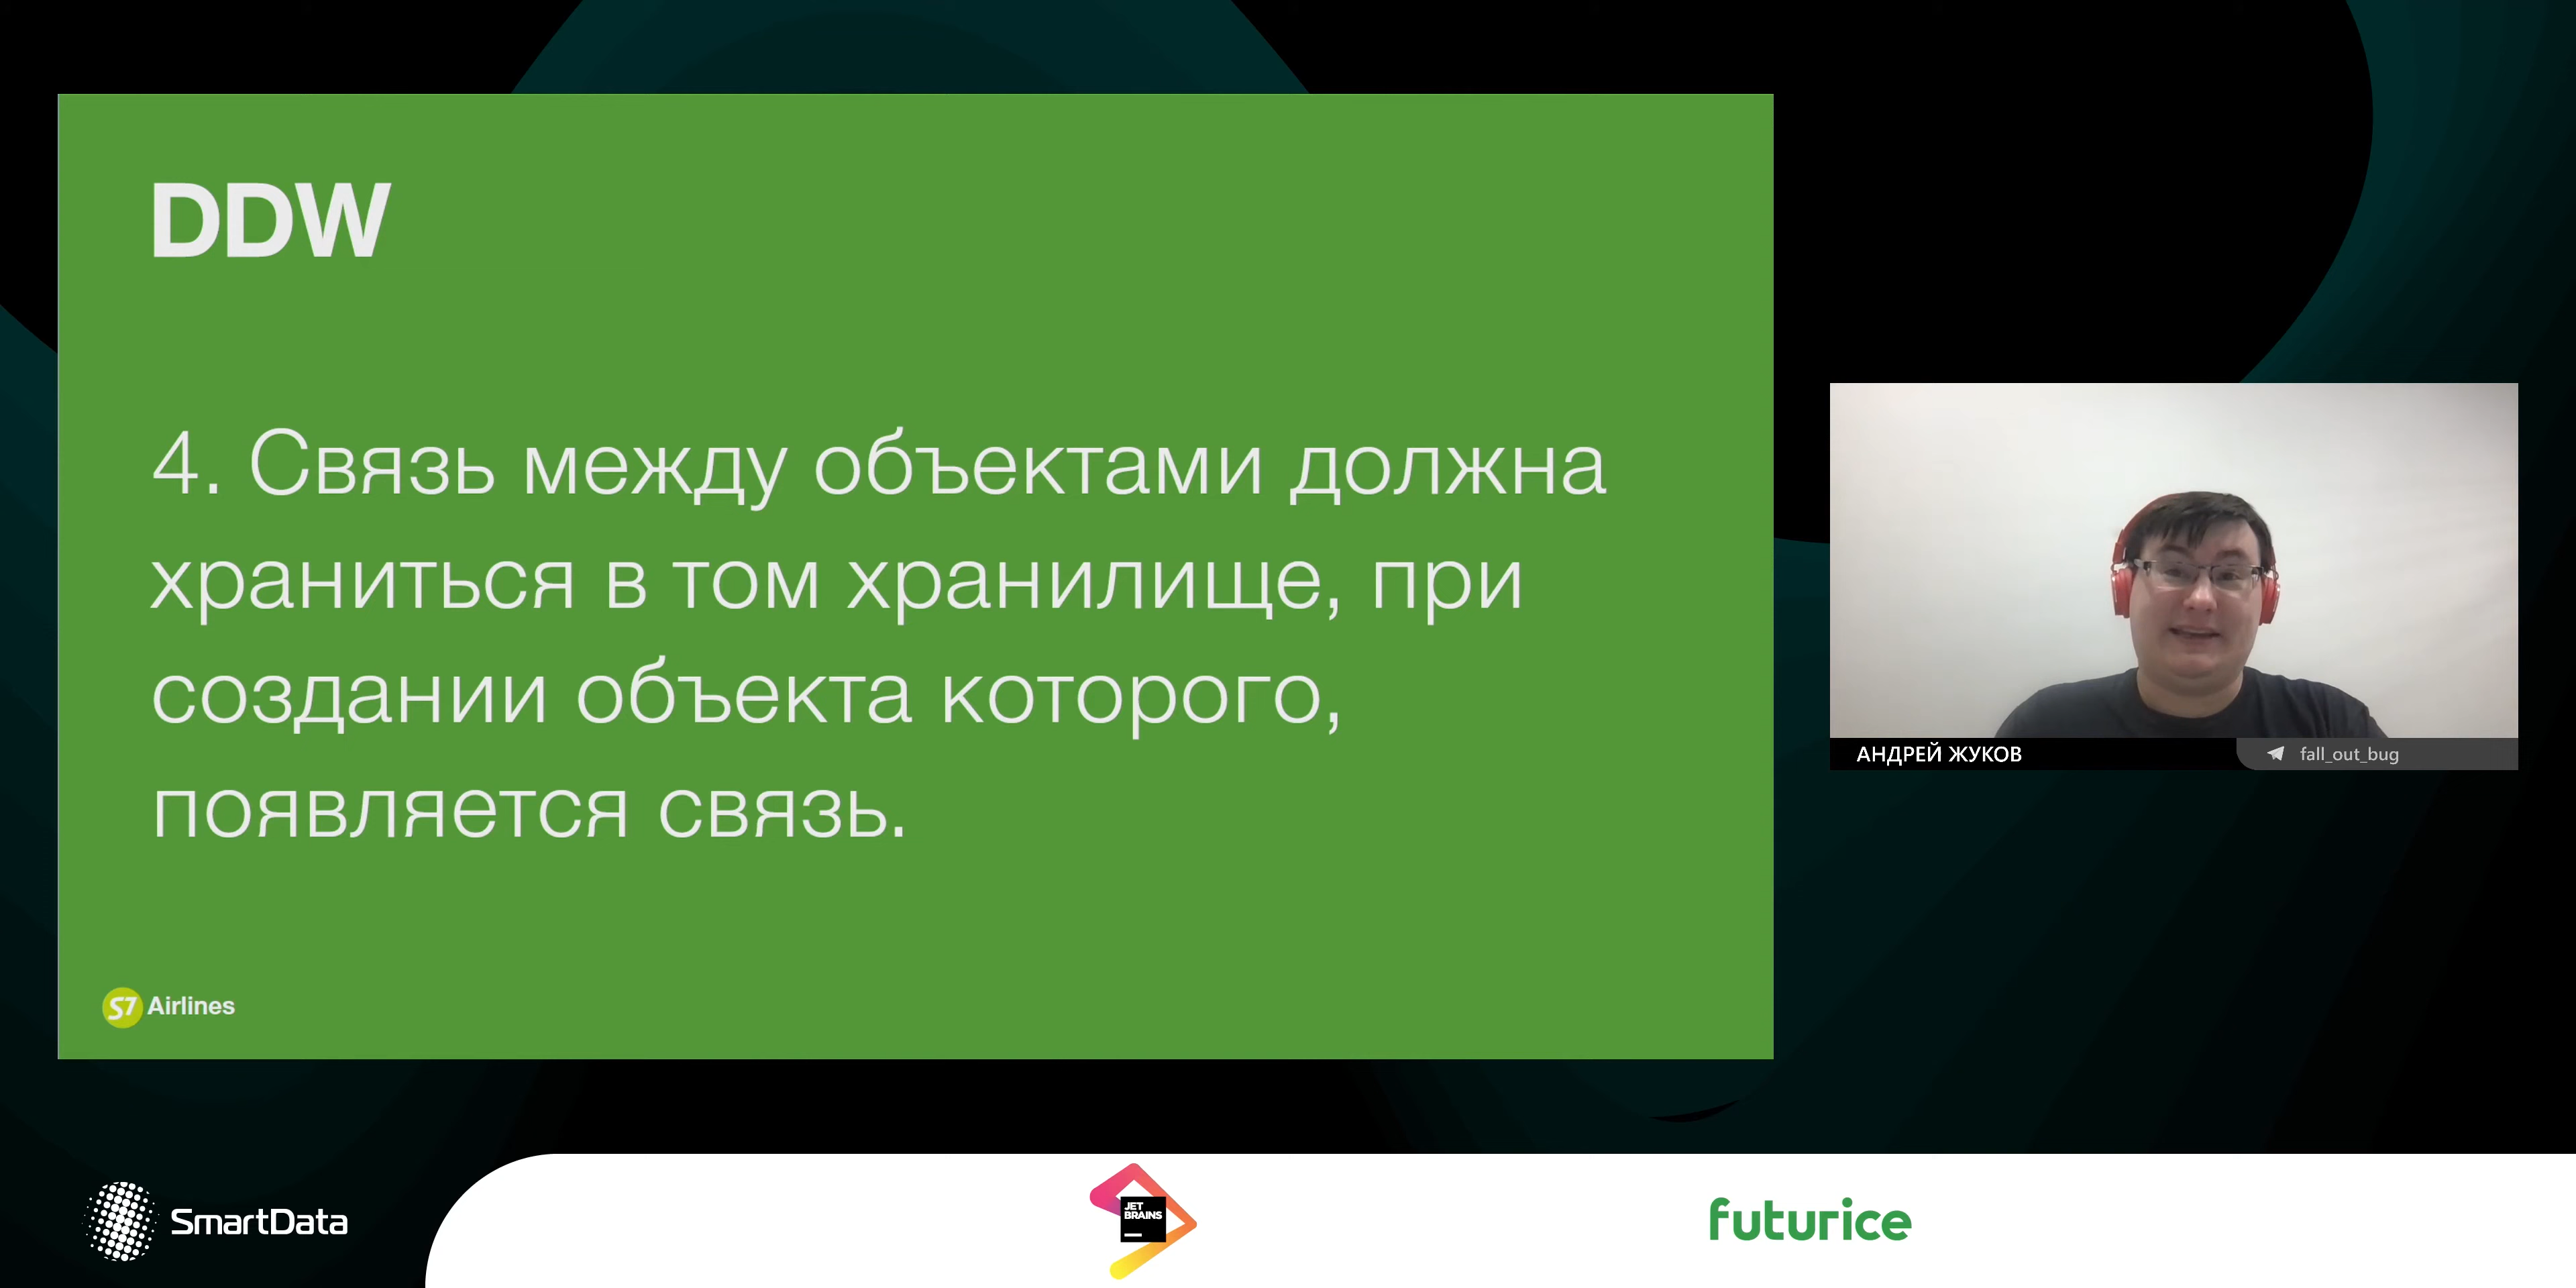 DDW
4. Связь между объектами должна
храниться в том хранилище, при
создании объекта которого,
появляется связь.
S7 Airlines
АНДРЕЙ ЖУКОВ
fall_out_bug
SmartData
JET
BRAINS
futurice